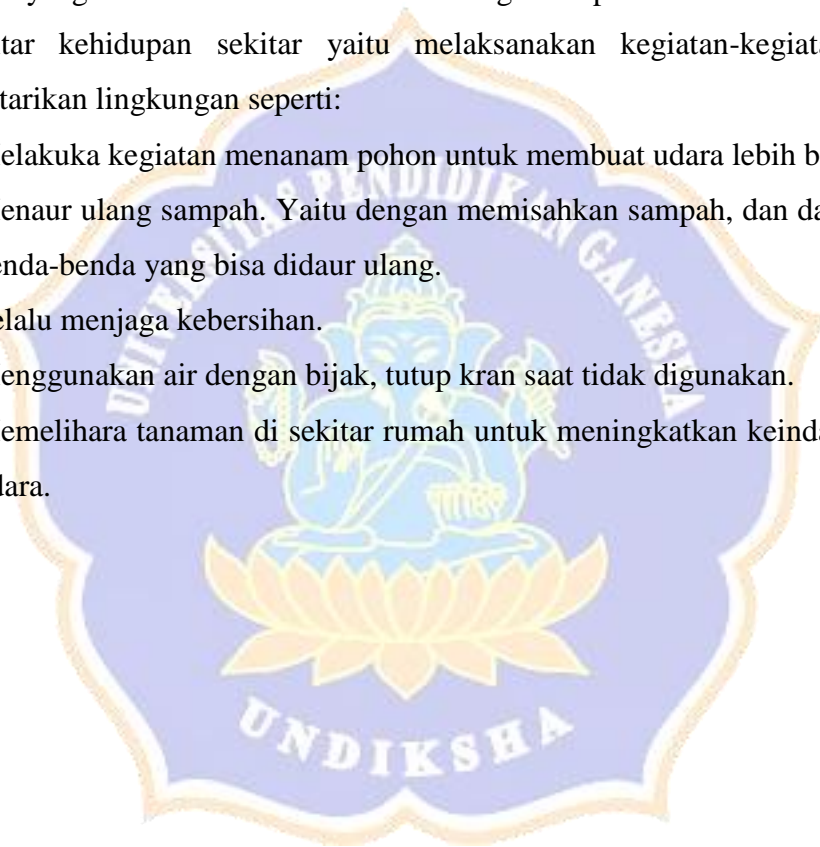 tar kehidupan sekitar yaitu melaksanakan kegiatan-kegiata
tarikan lingkungan seperti:
elakuka kegiatan menanam pohon untuk membuat udara lebih b
enaur ulang sampah. Yaitu dengan memisahkan sampah, dan da
enda-benda yang bisa didaur ulang.
elalu menjaga kebersihan.
enggunakan air dengan bijak, tutup kran saat tidak digunakan.
emelihara tanaman di sekitar rumah untuk meningkatkan keinda
dara.
UNIVERSITAS PENDIDIKAN GANESHA
UNDIKSHA